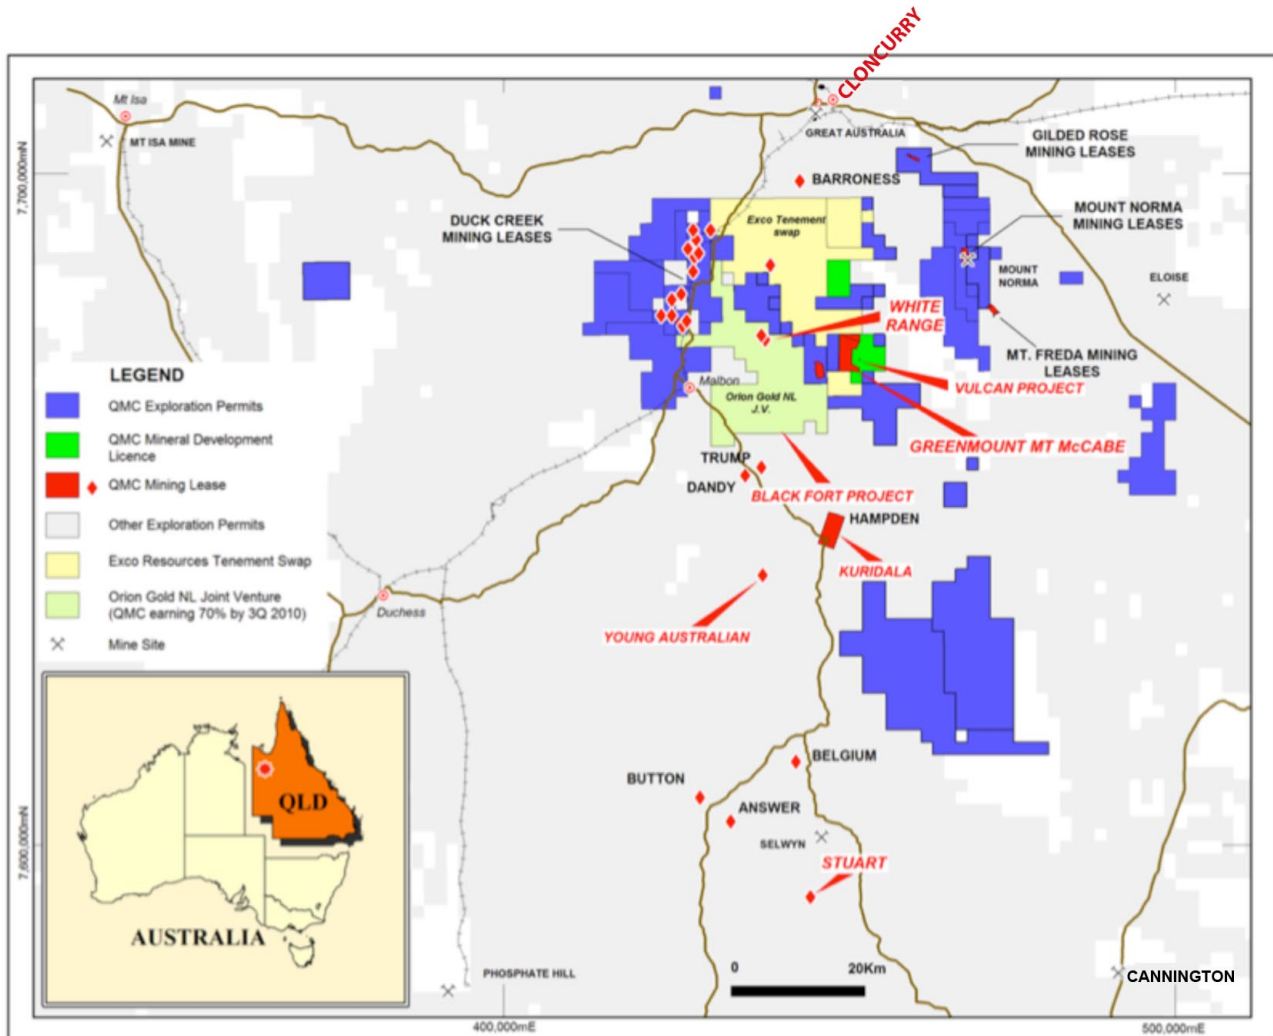 CLONCURRY
Mt Isa
MT ISA MINE
GREAT AUSTRALIA
GILDED ROSE
MINING LEASES
7,700,000mN
BARRONESS
MOUNT NORMA
MINING LEASES
DUCK CREEK
MINING LEASES
Exco Tenement
swap
MOUNT
NORMA
ELOISE
WHITE
RANGE
MT. FREDA MINING
LEASES
Malbon
VULCAN PROJECT
Orion Gold NL
J.V.
GREENMOUNT MT McCABE
TRUMP
DANDY
BLACK FORT PROJECT
HAMPDEN
KURIDALA
LEGEND
QMC Exploration Permits
QMC Mineral Development
Licence
QMC Mining Lease
Other Exploration Permits
Exco Resources Tenement Swap
Orion Gold NL Joint Venture
(QMC earning 70% by 3Q 2010)
Mine Site
Duchess
YOUNG AUSTRALIAN
BELGIUM
BUTTON
ANSWER
SELWYN
STUART
7,600,000mN
QLD
AUSTRALIA
PHOSPHATE HILL
0 20Km
CANNINGTON
400,000mE
500,000mE